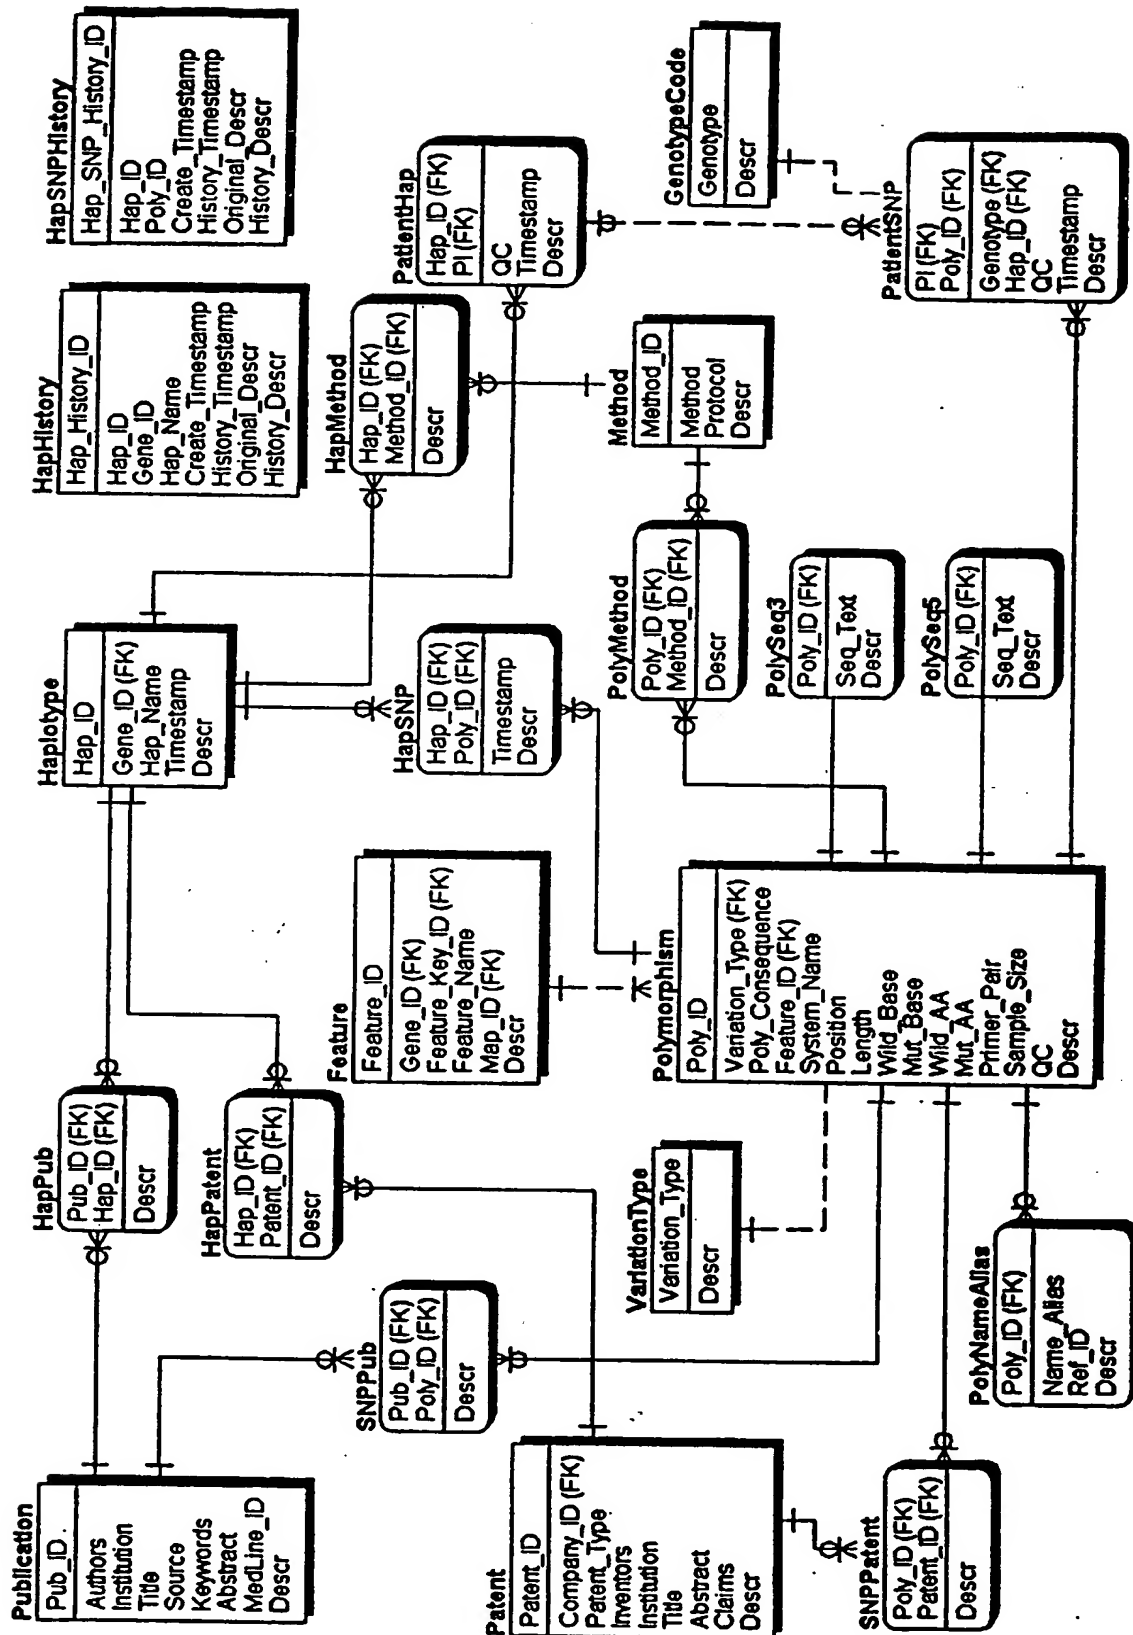 Publication
Pub_ID
Authors
Institution
Title
Source
Keywords
Abstract
MedLine_ID
Descr
HapPub
Pub_ID (FK)
Hap_ID (FK)
Descr
Haplotype
Hap_ID
Gene_ID (FK)
Hap_Name
Timestamp
Descr
HapHistory
Hap_History_ID
Hap_ID
Gene_ID
Hap_Name
Create_Timestamp
History_Timestamp
Original_Descr
History_Descr
HapSNPHistory
Hap_SNP_History_ID
Hap_ID
Poly_ID
Create_Timestamp
History_Timestamp
Original_Descr
History_Descr
HapPatent
Hap_ID (FK)
Patent_ID (FK)
Descr
SNPPub
Pub_ID (FK)
Poly_ID (FK)
Descr
Feature
Feature_ID
Gene_ID (FK)
Feature_Key_ID (FK)
Feature_Name
Map_ID (FK)
Descr
HapSNP
Hap_ID (FK)
Poly_ID (FK)
Timestamp
Descr
HapMethod
Hap_ID (FK)
Method_ID (FK)
Descr
PatientHap
Hap_ID (FK)
PI (FK)
QC
Timestamp
Descr
Patent
Patent_ID
Company_ID (FK)
Patent_Type
Inventors
Institution
Title
Abstract
Claims
Descr
VariationType
Variation_Type
Descr
Polymorphism
Poly_ID
Variation_Type (FK)
Poly_Consequence
Feature_ID (FK)
System_Name
Position
Length
Wild_Base
Mut_Base
Wild_AA
Mut_AA
Primer_Pair
Sample_Size
QC
Descr
PolyMethod
Poly_ID (FK)
Method_ID (FK)
Descr
Method
Method_ID
Method
Protocol
Descr
GenotypeCode
Genotype
Descr
PolySeq3
Poly_ID (FK)
Seq_Text
Descr
PolySeq5
Poly_ID (FK)
Seq_Text
Descr
PatientSNP
PI (FK)
Poly_ID (FK)
Genotype (FK)
Hap_ID (FK)
QC
Timestamp
Descr
SNPPatent
Poly_ID (FK)
Patent_ID (FK)
Descr
PolyNameAlias
Poly_ID (FK)
Name_Alias
Ref_ID
Descr